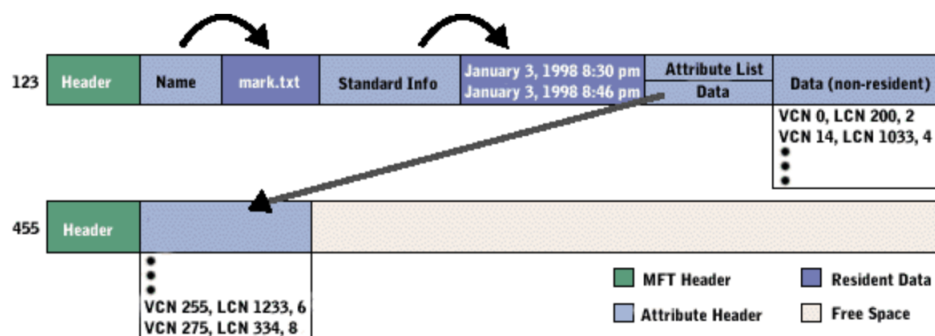 123
Header
Name
mark.txt
Standard Info
January 3, 1998 8:30 pm
January 3, 1998 8:46 pm
Attribute List
Data
Data (non-resident)
VCN 0, LCN 200, 2
VCN 14, LCN 1033, 4
455
Header
VCN 255, LCN 1233, 6
VCN 275, LCN 334, 8
MFT Header
Resident Data
Attribute Header
Free Space